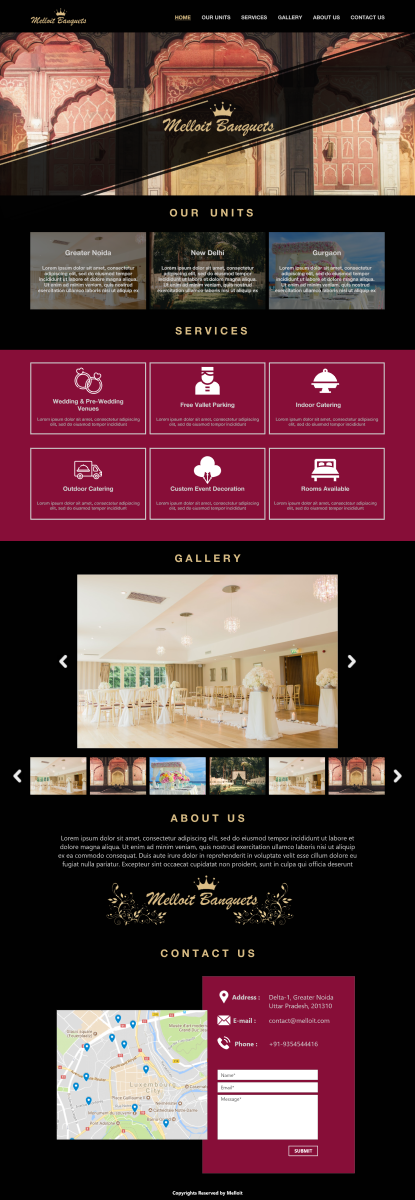 Melloit Banquets
HOME OUR UNITS SERVICES GALLERY ABOUT US CONTACT US
Melloit Banquets
OUR UNITS
Greater Noida
Lorem ipsum dolor sit amet, consectetur
adipiscing elit, sed do eiusmod tempor
incididunt ut labore et dolore magna aliqua.
Ut enim ad minim veniam, quis nostrud
exercitation ullamco laboris nisi ut aliquip ex
New Delhi
Lorem ipsum dolor sit amet, consectetur
adipiscing elit, sed do eiusmod tempor
incididunt ut labore et dolore magna aliqua.
Ut enim ad minim veniam, quis nostrud
exercitation ullamco laboris nisi ut aliquip ex
Gurgaon
Lorem ipsum dolor sit amet, consectetur
adipiscing elit, sed do eiusmod tempor
incididunt ut labore et dolore magna aliqua.
Ut enim ad minim veniam, quis nostrud
exercitation ullamco laboris nisi ut aliquip ex
SERVICES
Wedding & Pre-Wedding
Venues
Lorem ipsum dolor sit amet, consectetur adipiscing
elit, sed do eiusmod tempor incididunt
Free Vallet Parking
Lorem ipsum dolor sit amet, consectetur adipiscing
elit, sed do eiusmod tempor incididunt
Indoor Catering
Lorem ipsum dolor sit amet, consectetur adipiscing
elit, sed do eiusmod tempor incididunt
Outdoor Catering
Lorem ipsum dolor sit amet, consectetur adipiscing
elit, sed do eiusmod tempor incididunt
Custom Event Decoration
Lorem ipsum dolor sit amet, consectetur adipiscing
elit, sed do eiusmod tempor incididunt
Rooms Available
Lorem ipsum dolor sit amet, consectetur adipiscing
elit, sed do eiusmod tempor incididunt
GALLERY
ABOUT US
Lorem ipsum dolor sit amet, consectetur adipiscing elit, sed do eiusmod tempor incididunt ut labore et
dolore magna aliqua. Ut enim ad minim veniam, quis nostrud exercitation ullamco laboris nisi ut aliquip
ex ea commodo consequat. Duis aute irure dolor in reprehenderit in voluptate velit esse cillum dolore eu
fugiat nulla pariatur. Excepteur sint occaecat cupidatat non proident, sunt in culpa qui officia deserunt
Melloit Banquets
CONTACT US
Address : Delta-1, Greater Noida
Uttar Pradesh, 201310
E-mail : contact@melloit.com
Phone : +91-9354544416
Luxembourg
City
Name*
Email*
Message*
SUBMIT
Copyrights Reserved by Melloit